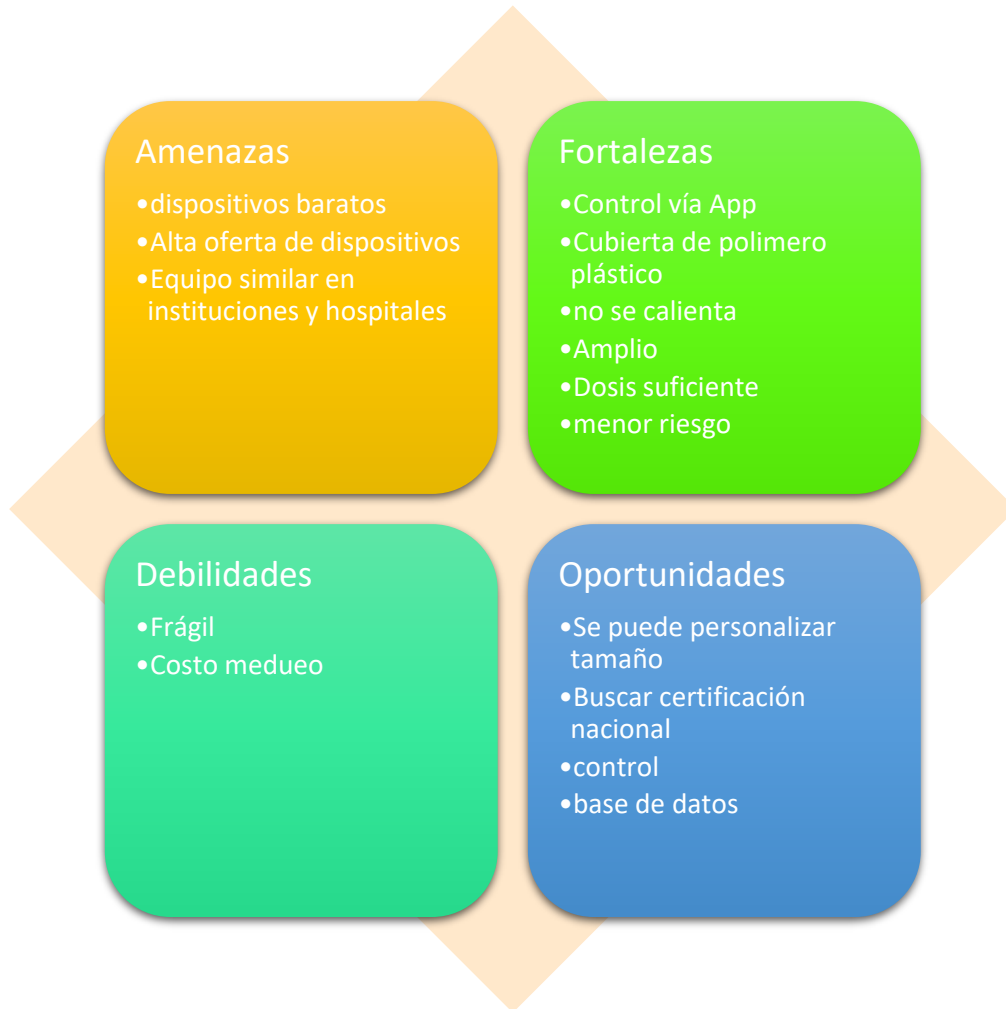 Amenazas
•dispositivos baratos
•Alta oferta de dispositivos
•Equipo similar en
instituciones y hospitales
Fortalezas
•Control vía App
•Cubierta de polimero
plástico
•no se calienta
•Amplio
•Dosis suficiente
•menor riesgo
Debilidades
•Frágil
•Costo medueo
Oportunidades
•Se puede personalizar
tamaño
•Buscar certificación
nacional
•control
•base de datos